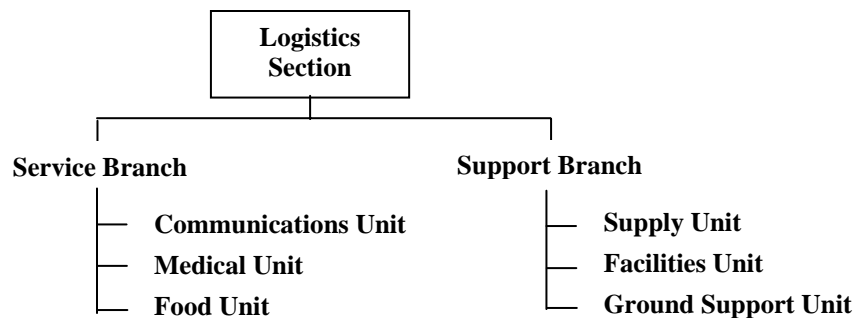 Logistics
Section
Service Branch
Communications Unit
Medical Unit
Food Unit
Support Branch
Supply Unit
Facilities Unit
Ground Support Unit